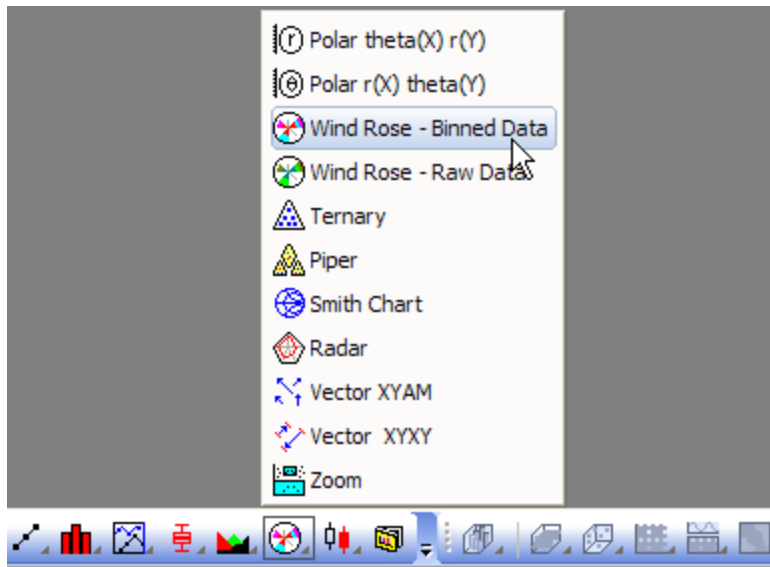 Polar theta(X) r(Y)
Polar r(X) theta(Y)
Wind Rose - Binned Data
Wind Rose - Raw Data
Ternary
Piper
Smith Chart
Radar
Vector XYAM
Vector XYXY
Zoom